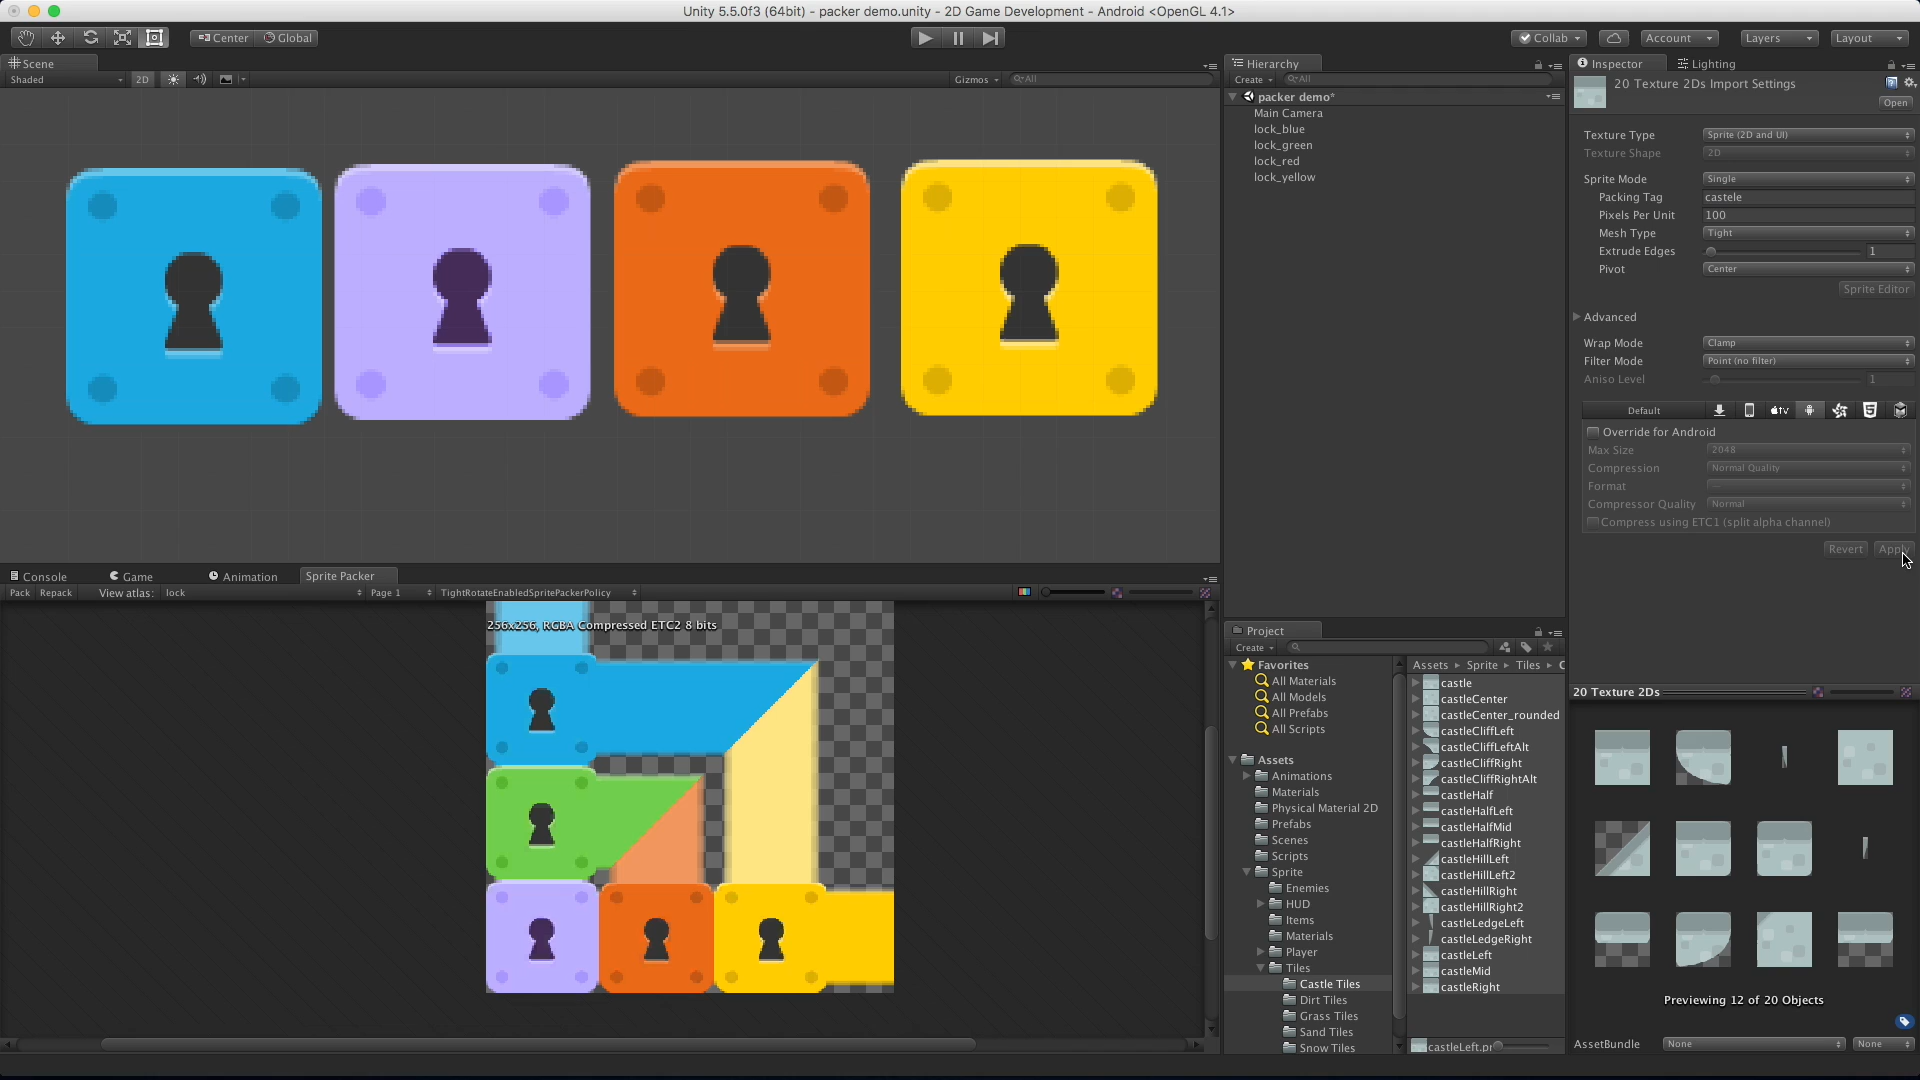 Unity 5.5.0f3 (64bit) - packer demo.unity - 2D Game Development - Android <OpenGL 4.1>
Center Global
Collab Account Layers Layout
Scene
Shaded 2D Gizmos All
Hierarchy
Create All
packer demo*
Main Camera
lock_blue
lock_green
lock_red
lock_yellow
Inspector Lighting
20 Texture 2Ds Import Settings
Open
Texture Type Sprite (2D and UI)
Texture Shape 2D
Sprite Mode Single
Packing Tag castele
Pixels Per Unit 100
Mesh Type Tight
Extrude Edges 1
Pivot Center
Sprite Editor
Advanced
Wrap Mode Clamp
Filter Mode Point (no filter)
Aniso Level 1
Default tv
Override for Android
Max Size 2048
Compression Normal Quality
Format —
Compressor Quality Normal
Compress using ETC1 (split alpha channel)
Revert Apply
Console Game Animation Sprite Packer
Pack Repack View atlas: lock Page 1 TightRotateEnabledSpritePackerPolicy
256x256, RGBA Compressed ETC2 8 bits
Project
Create
Favorites
All Materials
All Models
All Prefabs
All Scripts
Assets
Animations
Materials
Physical Material 2D
Prefabs
Scenes
Scripts
Sprite
Enemies
HUD
Items
Materials
Player
Tiles
Castle Tiles
Dirt Tiles
Grass Tiles
Sand Tiles
Snow Tiles
Assets ▸ Sprite ▸ Tiles ▸ C
castle
castleCenter
castleCenter_rounded
castleCliffLeft
castleCliffLeftAlt
castleCliffRight
castleCliffRightAlt
castleHalf
castleHalfLeft
castleHalfMid
castleHalfRight
castleHillLeft
castleHillLeft2
castleHillRight
castleHillRight2
castleLedgeLeft
castleLedgeRight
castleLeft
castleMid
castleRight
castleLeft.pr
20 Texture 2Ds
Previewing 12 of 20 Objects
AssetBundle None None